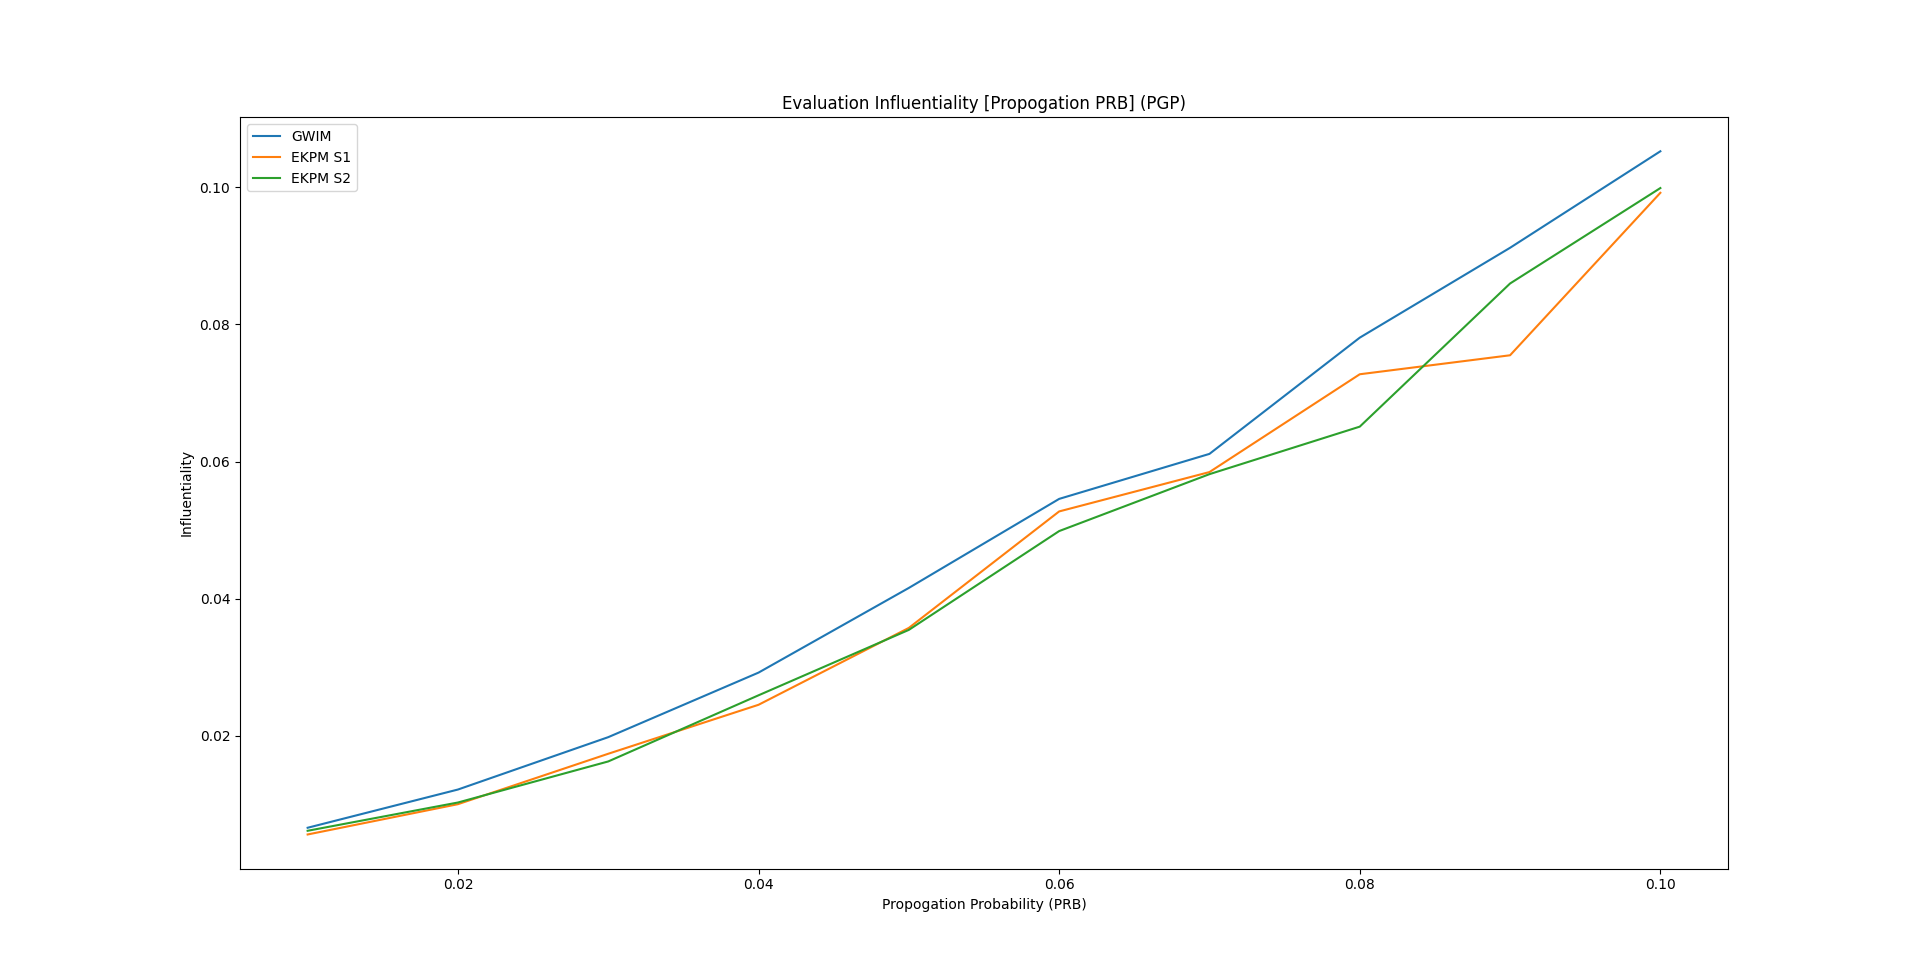 Evaluation Influentiality [Propogation PRB] (PGP)
GWIM
EKPM S1
EKPM S2
Influentiality
0.10
0.08
0.06
0.04
0.02
0.02 0.04 0.06 0.08 0.10
Propogation Probability (PRB)